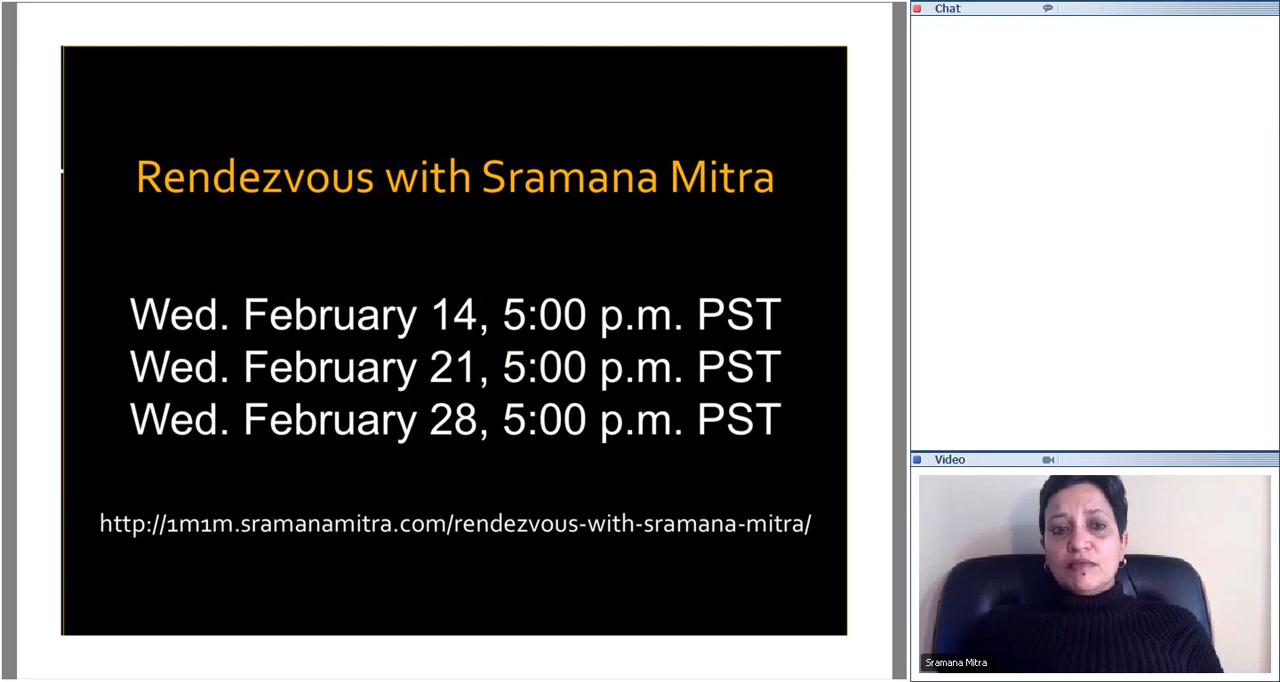 Rendezvous with Sramana Mitra
Wed. February 14, 5:00 p.m. PST
Wed. February 21, 5:00 p.m. PST
Wed. February 28, 5:00 p.m. PST
http://1m1m.sramanamitra.com/rendezvous-with-sramana-mitra/
Chat
Video
Sramana Mitra